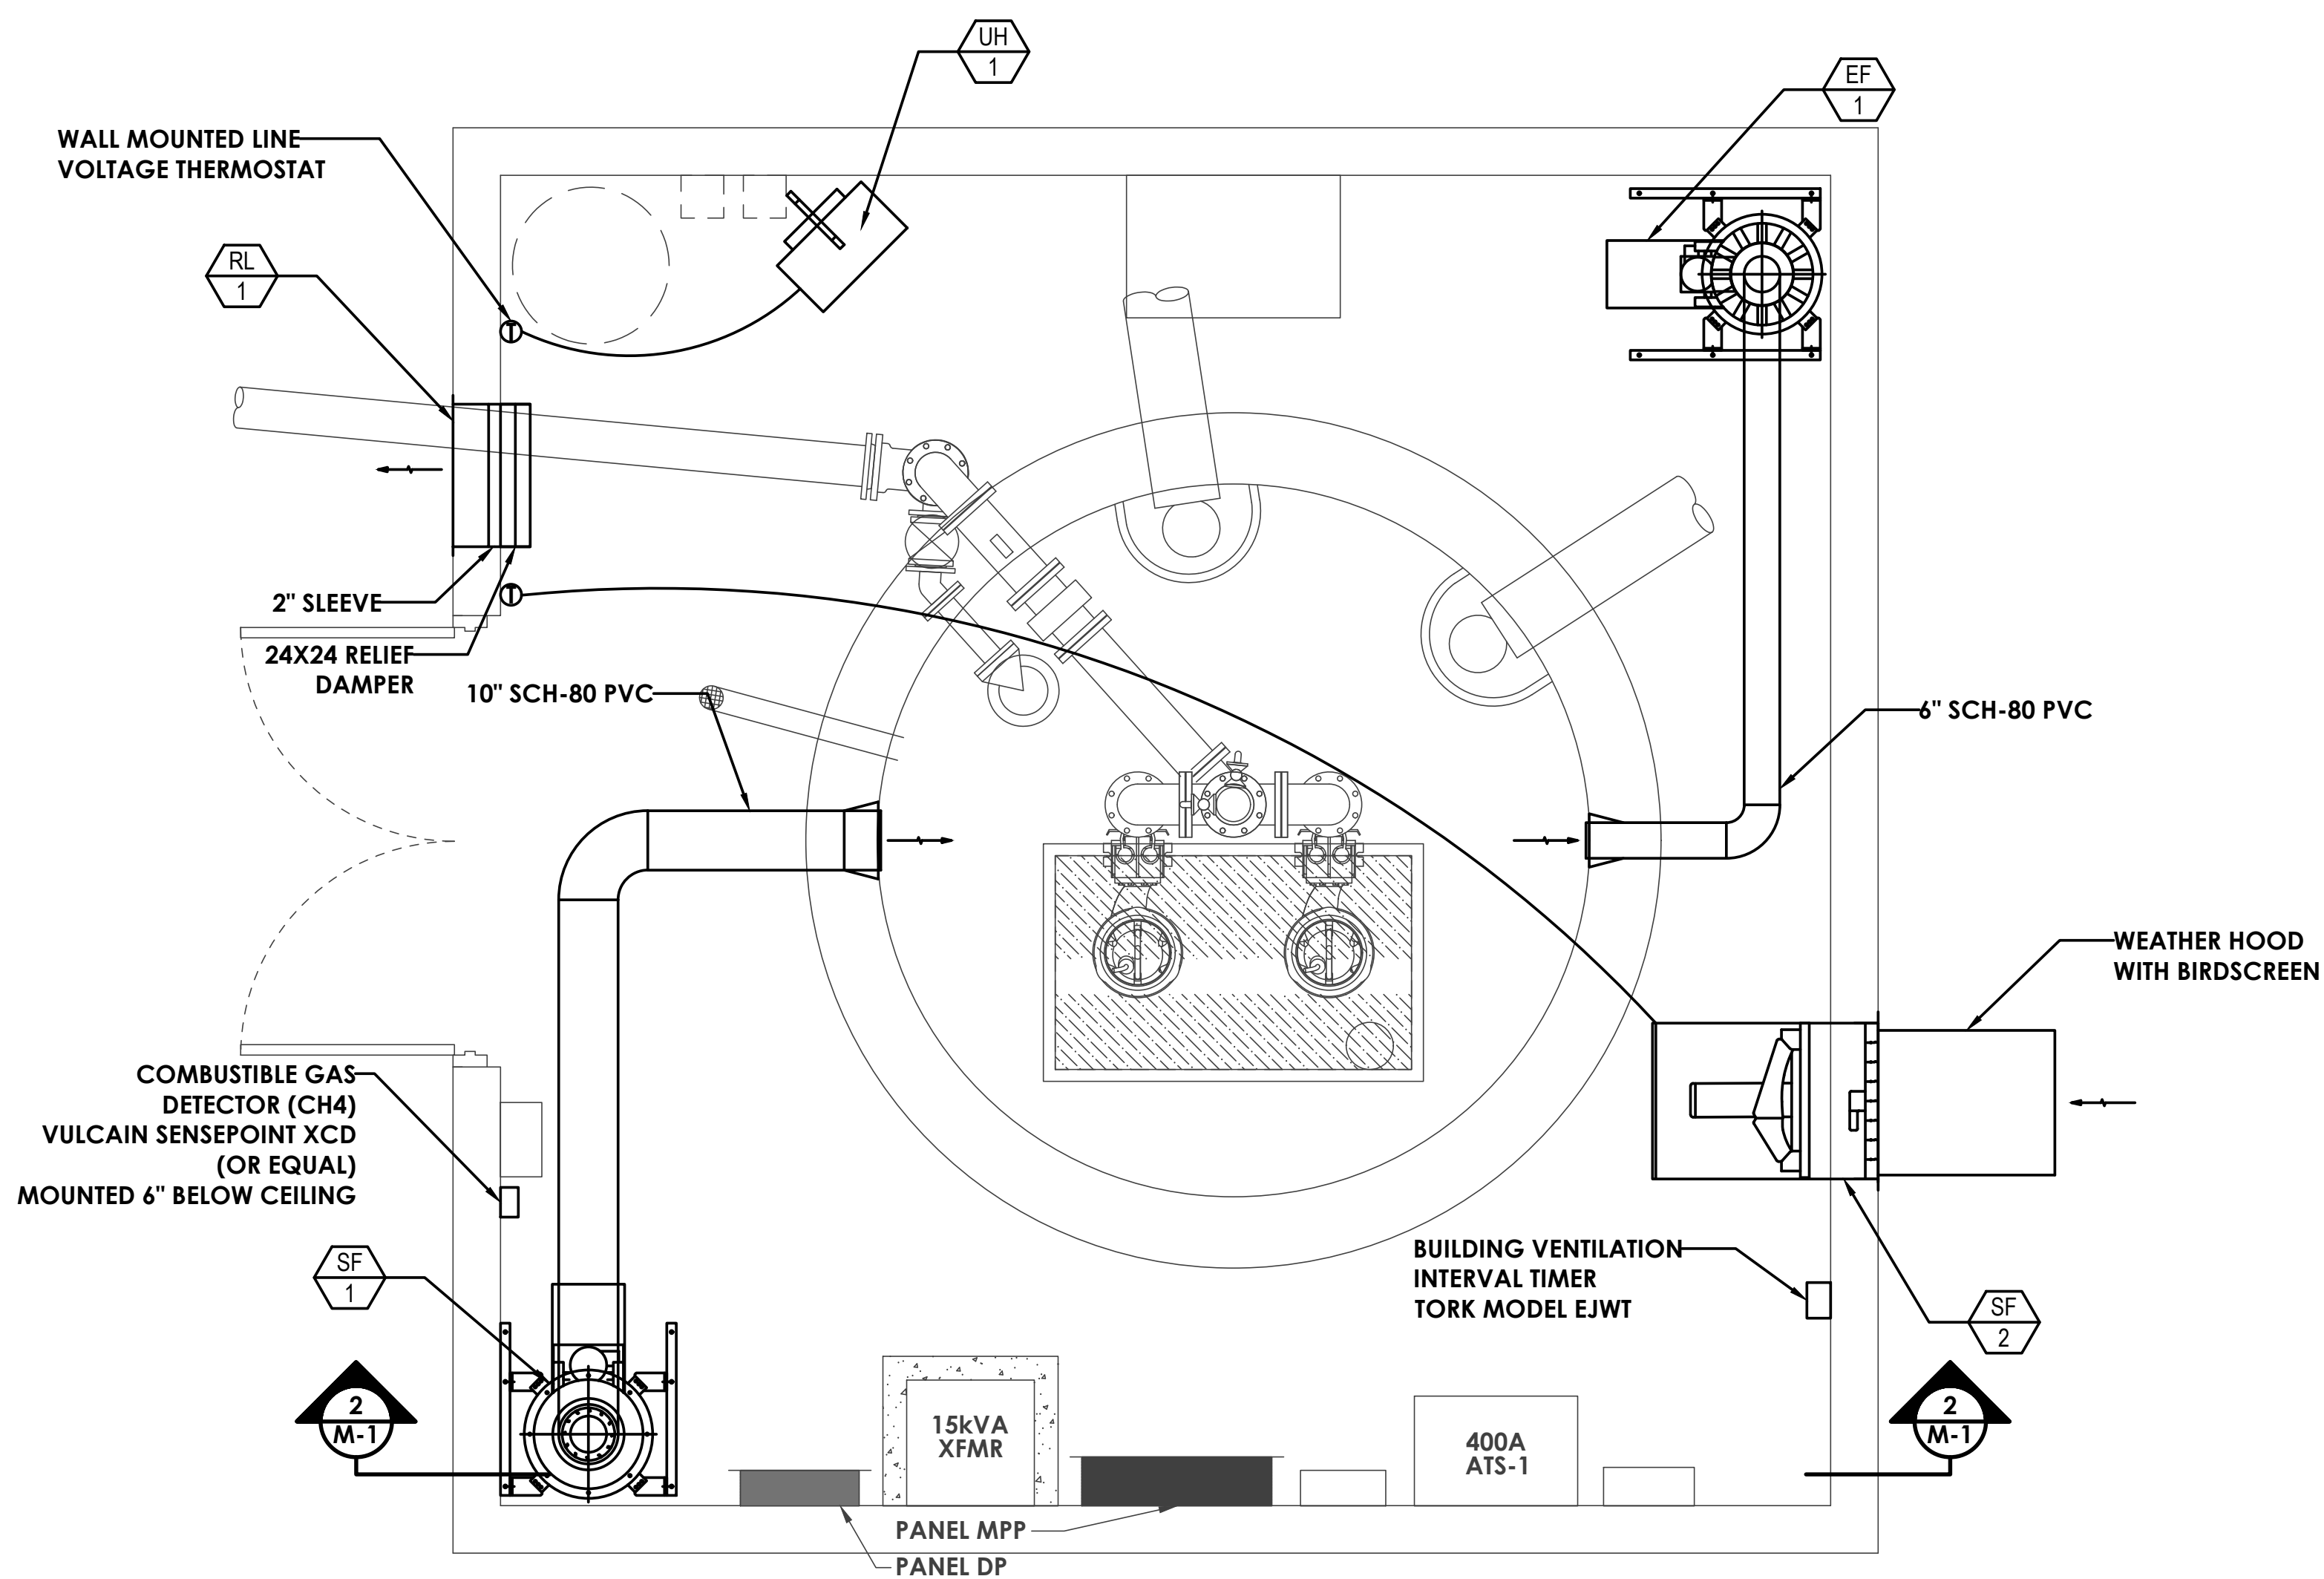 UH
1
EF
1
WALL MOUNTED LINE
VOLTAGE THERMOSTAT
RL
1
T
2" SLEEVE
T
24X24 RELIEF
DAMPER
10" SCH-80 PVC
6" SCH-80 PVC
WEATHER HOOD
WITH BIRDSCREEN
COMBUSTIBLE GAS
DETECTOR (CH4)
VULCAIN SENSEPOINT XCD
(OR EQUAL)
MOUNTED 6" BELOW CEILING
SF
1
BUILDING VENTILATION
INTERVAL TIMER
TORK MODEL EJWT
SF
2
2
M-1
15kVA
XFMR
400A
ATS-1
2
M-1
PANEL MPP
PANEL DP